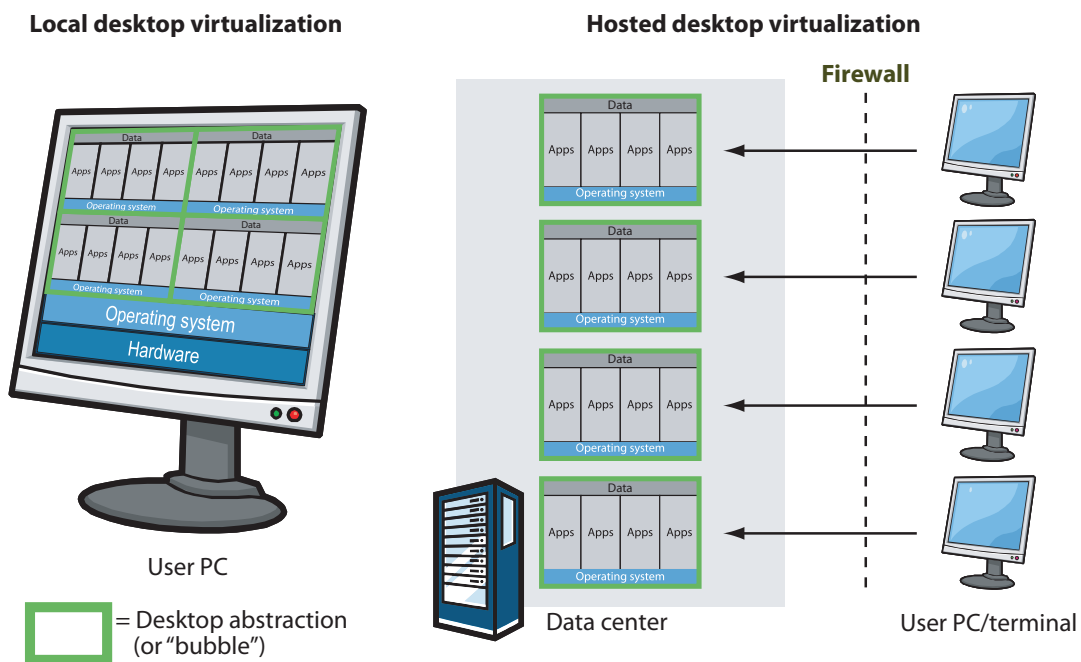 Local desktop virtualization
Hosted desktop virtualization
Data Data
Apps Apps Apps Apps Apps Apps Apps Apps
Operating system Operating system
Data Data
Apps Apps Apps Apps Apps Apps Apps Apps
Operating system Operating system
Operating system
Hardware
User PC
= Desktop abstraction
(or “bubble”)
Firewall
Data
Apps Apps Apps Apps
Operating system
Data
Apps Apps Apps Apps
Operating system
Data
Apps Apps Apps Apps
Operating system
Data
Apps Apps Apps Apps
Operating system
Data center
User PC/terminal